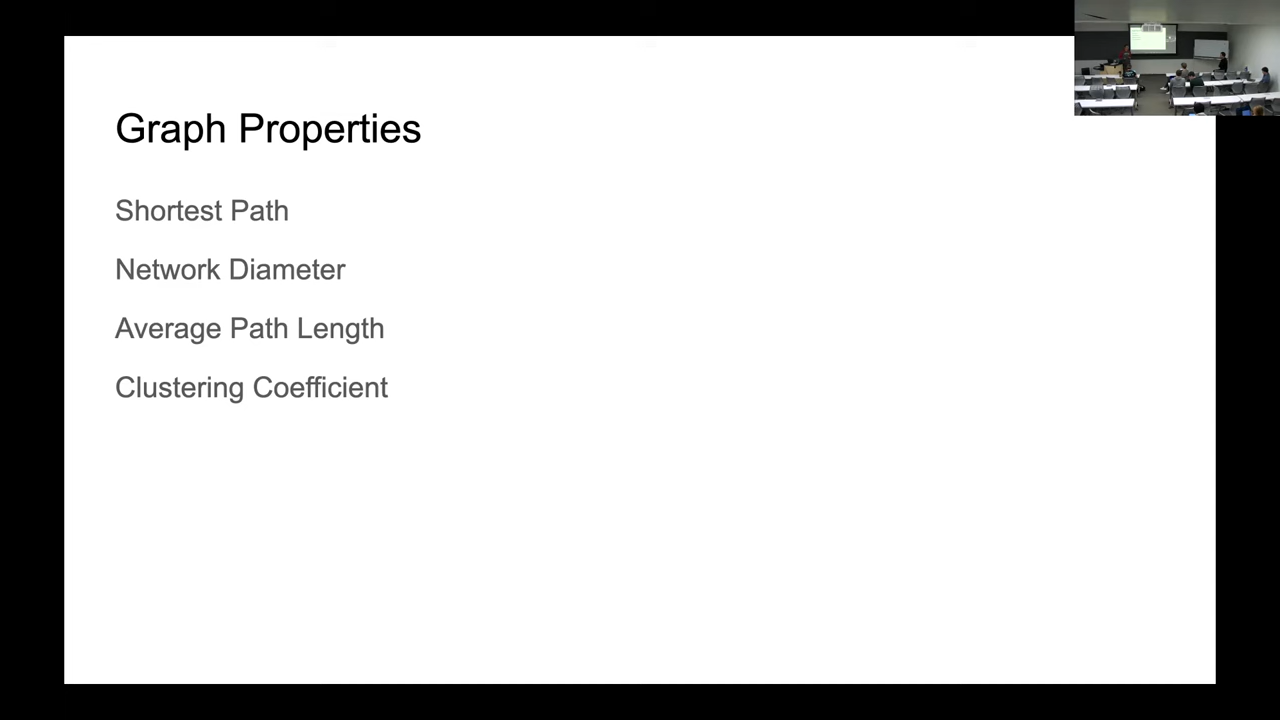 Graph Properties
Shortest Path
Network Diameter
Average Path Length
Clustering Coefficient